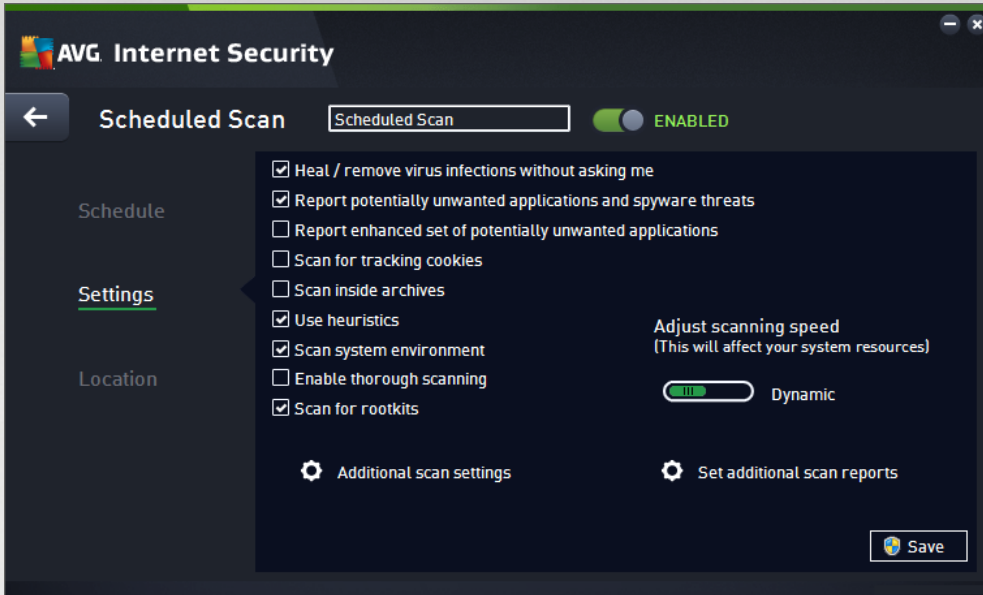 AVG. Internet Security
Scheduled Scan
Scheduled Scan
ENABLED
Schedule
Settings
Location
Heal / remove virus infections without asking me
Report potentially unwanted applications and spyware threats
Report enhanced set of potentially unwanted applications
Scan for tracking cookies
Scan inside archives
Use heuristics
Scan system environment
Enable thorough scanning
Scan for rootkits
Adjust scanning speed
(This will affect your system resources)
Dynamic
Additional scan settings
Set additional scan reports
Save